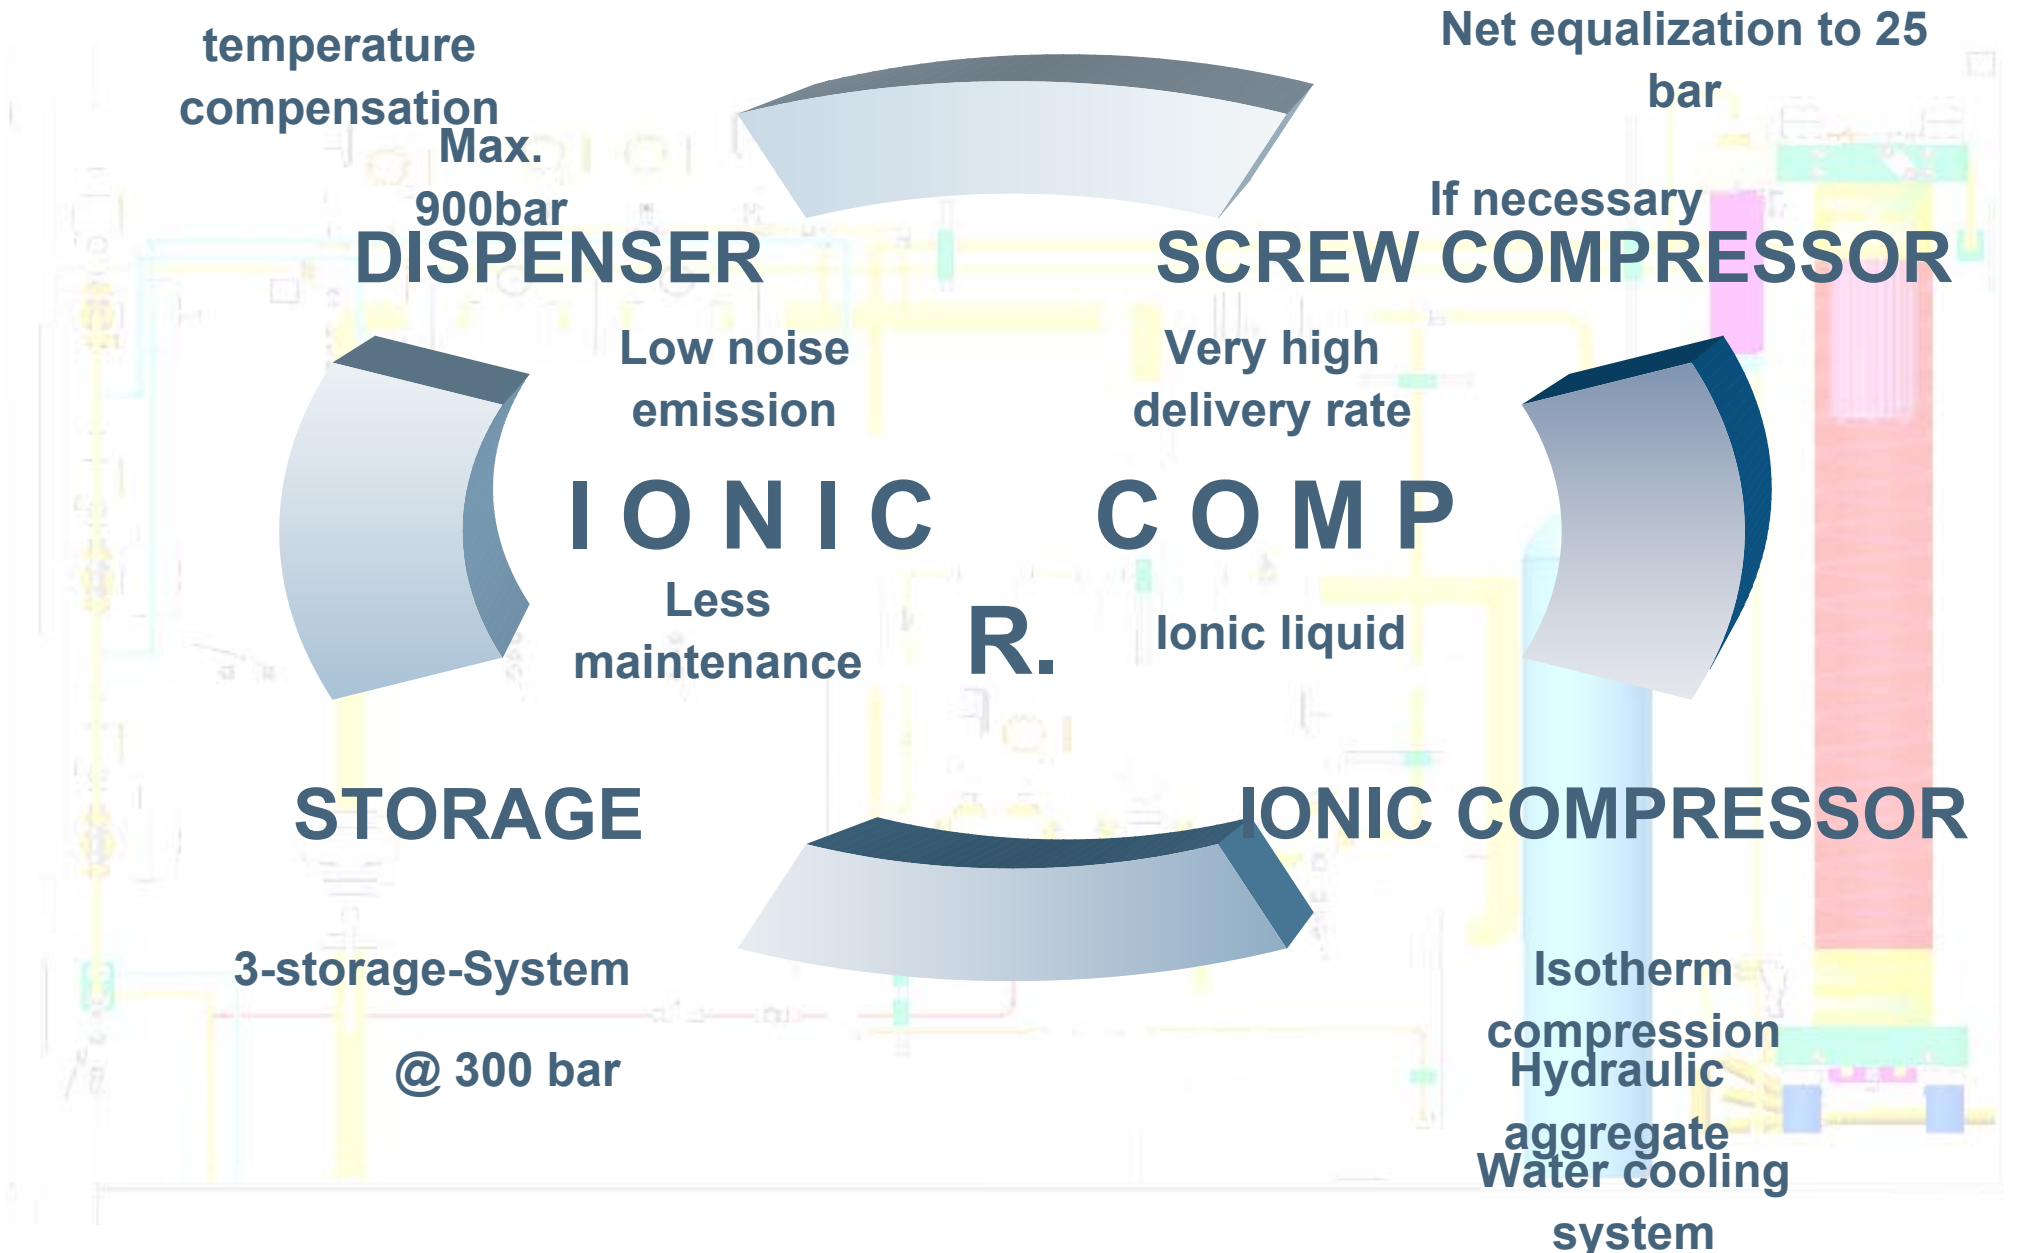 temperature
compensation
Max.
900bar
DISPENSER
Net equalization to 25
bar
If necessary
SCREW COMPRESSOR
Low noise
emission
Very high
delivery rate
I O N I C C O M P
R.
Less
maintenance
Ionic liquid
STORAGE
3-storage-System
@ 300 bar
IONIC COMPRESSOR
Isotherm
compression
Hydraulic
aggregate
Water cooling
system